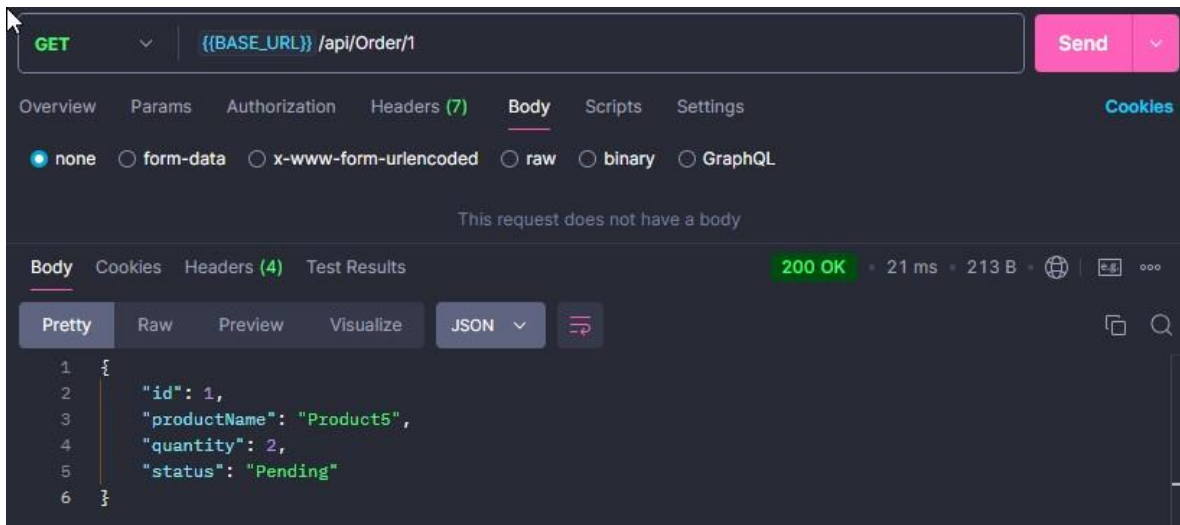 GET {{BASE_URL}} /api/Order/1 Send
Overview Params Authorization Headers (7) Body Scripts Settings Cookies
none form-data x-www-form-urlencoded raw binary GraphQL
This request does not have a body
Body Cookies Headers (4) Test Results 200 OK 21 ms 213 B e.g.
Pretty Raw Preview Visualize JSON
1 {
2 "id": 1,
3 "productName": "Product5",
4 "quantity": 2,
5 "status": "Pending"
6 }